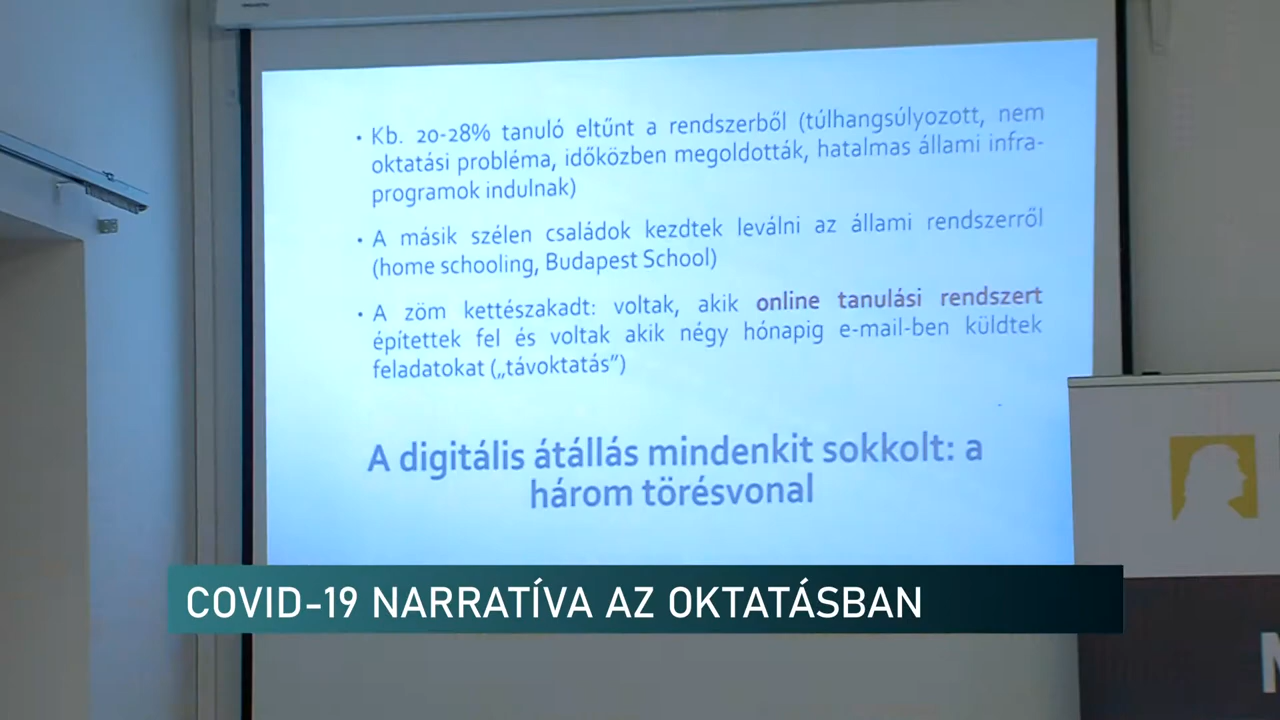 • Kb. 20-28% tanuló eltűnt a rendszerből (túlhangsúlyozott, nem
oktatási probléma, időközben megoldották, hatalmas állami infra-
programok indulnak)
• A másik szélen családok kezdtek leválni az állami rendszerről
(home schooling, Budapest School)
• A zöm kettészakadt: voltak, akik online tanulási rendszert
építettek fel és voltak akik négy hónapig e-mail-ben küldtek
feladatokat („távoktatás”)
A digitális átállás mindenkit sokkolt: a
három törésvonal
COVID-19 NARRATÍVA AZ OKTATÁSBAN